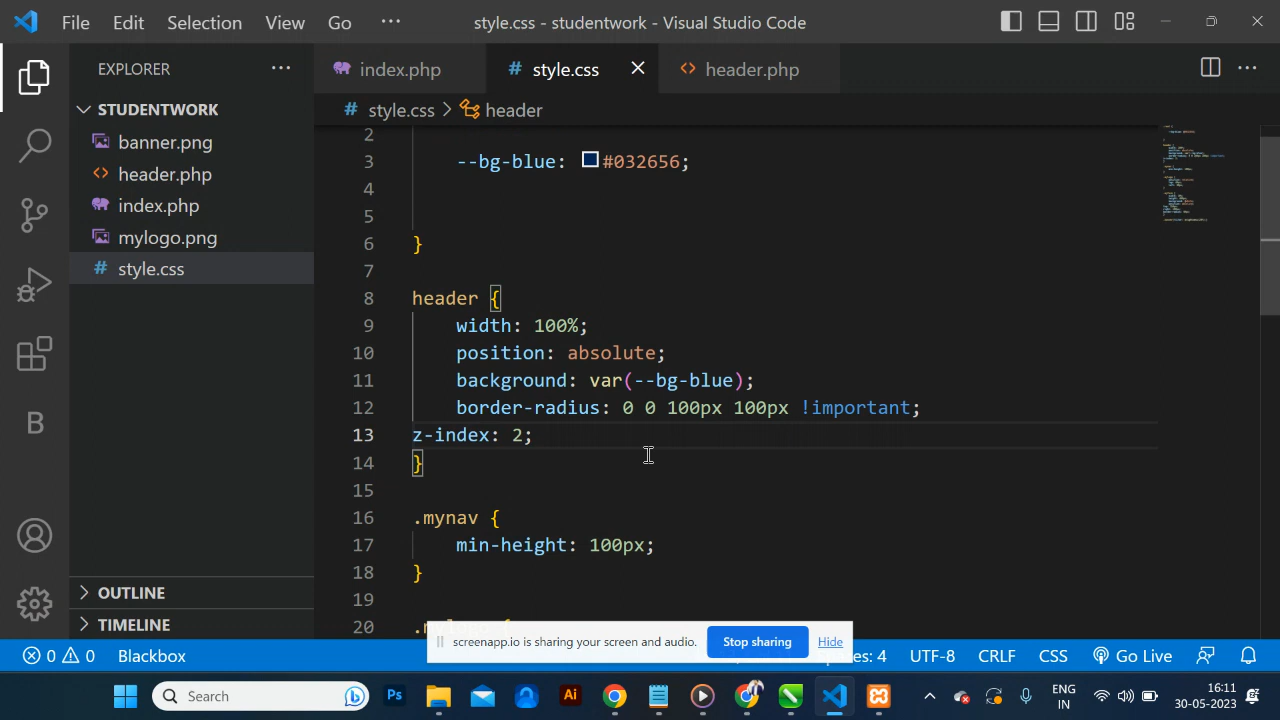 File Edit Selection View Go ··· style.css - studentwork - Visual Studio Code
EXPLORER ···
index.php # style.css header.php ···
# style.css > header
STUDENTWORK
banner.png
header.php
index.php
mylogo.png
# style.css
OUTLINE
TIMELINE
2
3 --bg-blue: #032656;
4
5
6 }
7
8 header {
9 width: 100%;
10 position: absolute;
11 background: var(--bg-blue);
12 border-radius: 0 0 100px 100px !important;
13 z-index: 2;
14 }
15
16 .mynav {
17 min-height: 100px;
18 }
19
20
B
screenapp.io is sharing your screen and audio. Stop sharing Hide
0 0 Blackbox 4 UTF-8 CRLF CSS Go Live
Search b Ps Ai ENG IN 16:11 30-05-2023